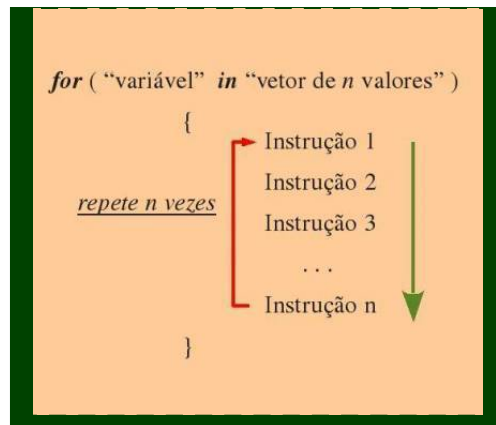 for ( “variável” in “vetor de n valores” )
{
Instrução 1
Instrução 2
repete n vezes
Instrução 3
. . .
Instrução n
}